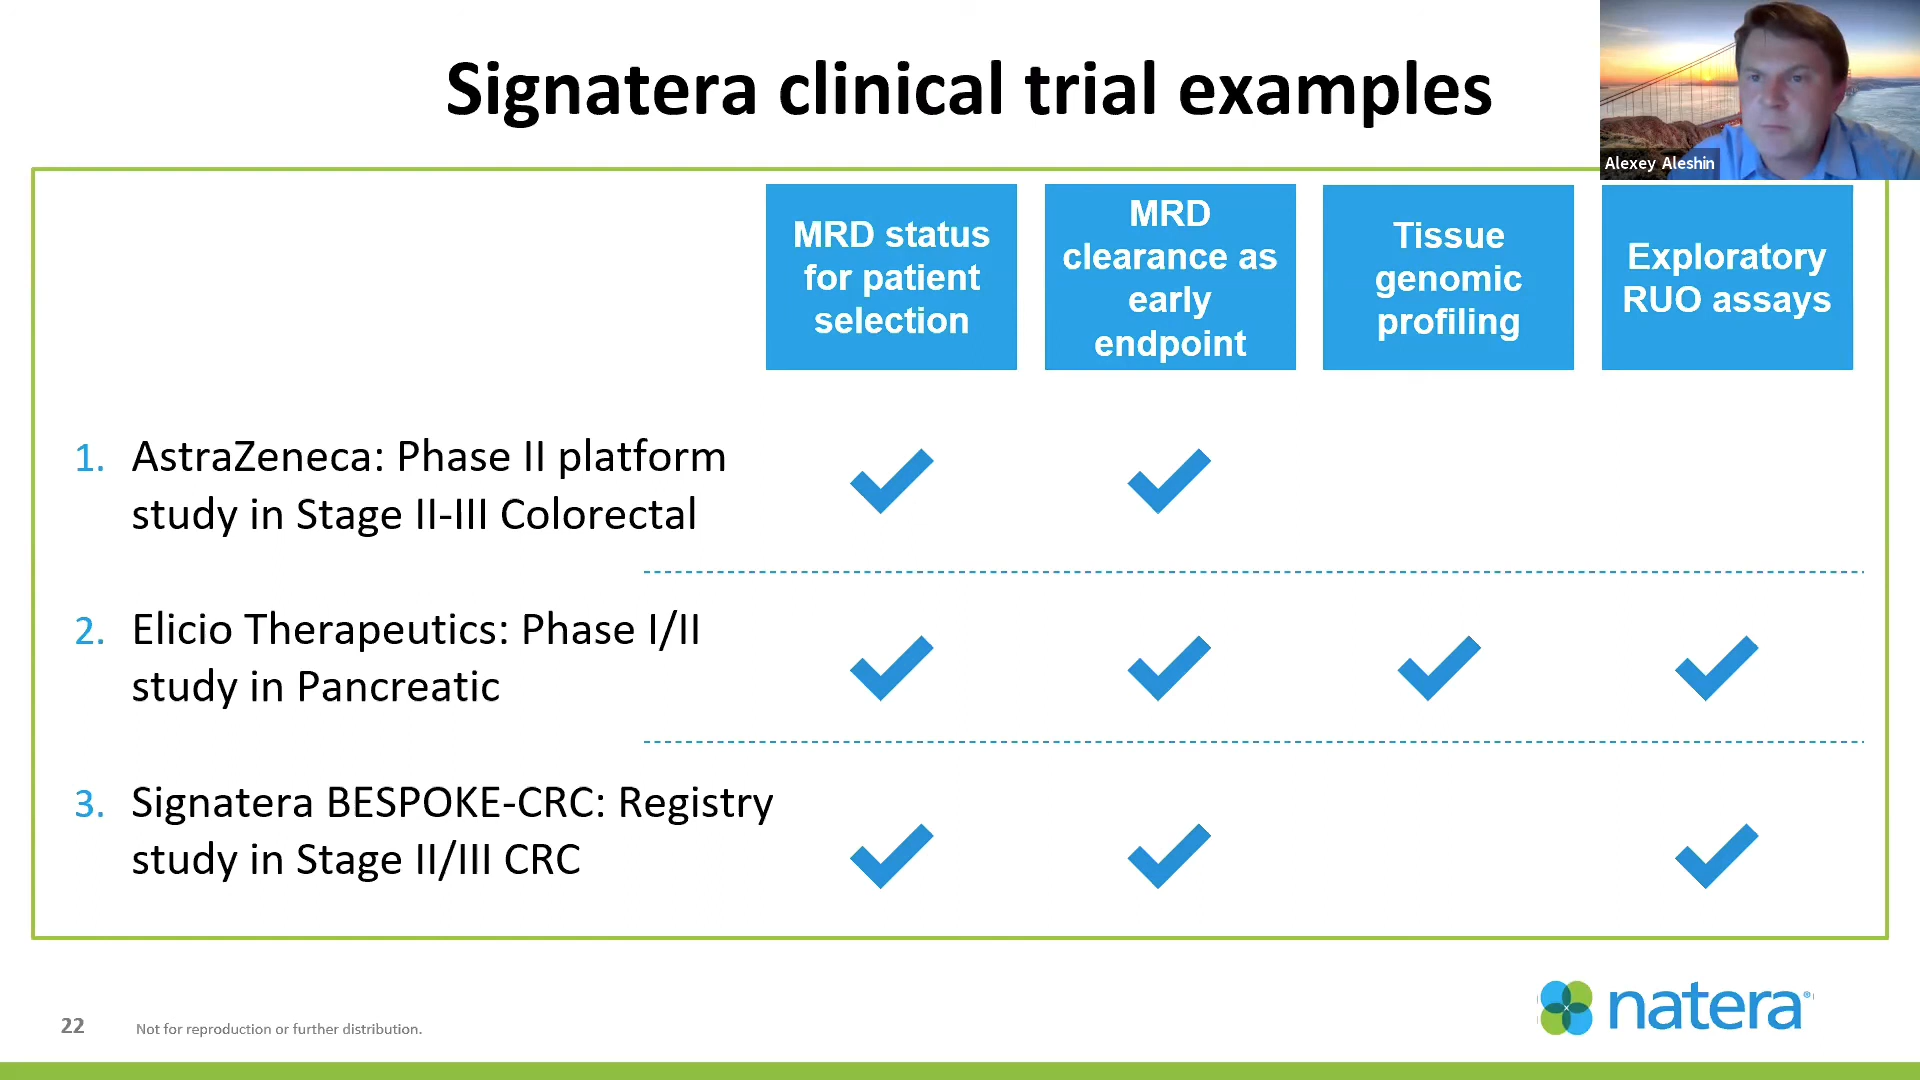 Signatera clinical trial examples
Alexey Aleshin
MRD status
for patient
selection
MRD
clearance as
early
endpoint
Tissue
genomic
profiling
Exploratory
RUO assays
1. AstraZeneca: Phase II platform
study in Stage II-III Colorectal
2. Elicio Therapeutics: Phase I/II
study in Pancreatic
3. Signatera BESPOKE-CRC: Registry
study in Stage II/III CRC
22
Not for reproduction or further distribution.
natera®